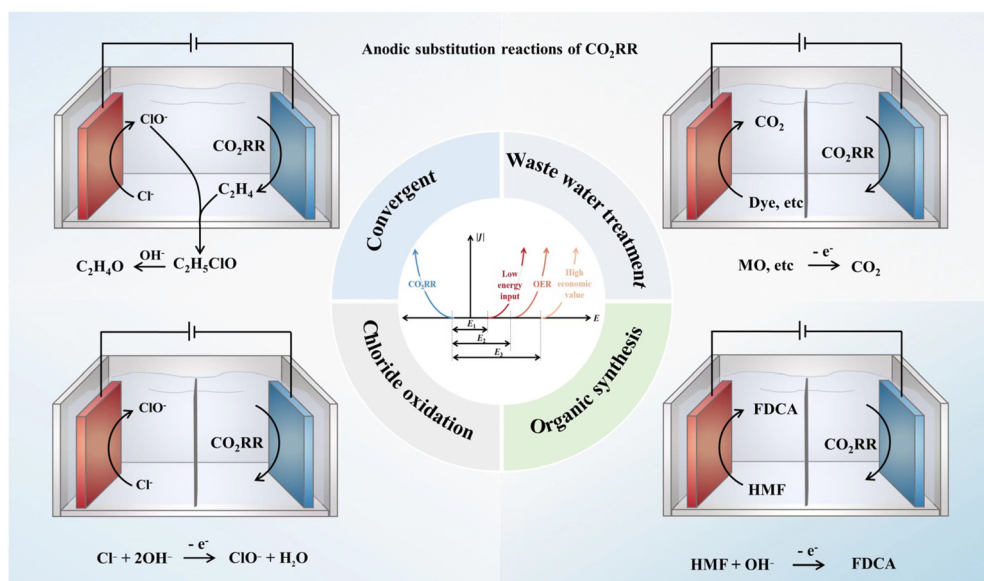 Anodic substitution reactions of CO₂RR
ClO⁻
CO₂RR
Cl⁻
C₂H₄
C₂H₄O
OH⁻
C₂H₅ClO
CO₂
CO₂RR
Dye, etc
MO, etc
- e⁻
CO₂
Convergent
Waste water treatment
Chloride oxidation
Organic synthesis
|J|
CO₂RR
Low
energy
input
OER
High
economic
value
E
E₁
E₂
E₃
ClO⁻
CO₂RR
Cl⁻
Cl⁻ + 2OH⁻
- e⁻
ClO⁻ + H₂O
FDCA
CO₂RR
HMF
HMF + OH⁻
- e⁻
FDCA